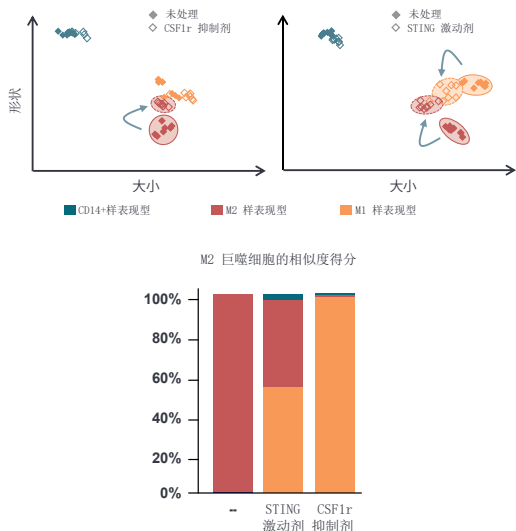 未处理
CSF1r 抑制剂
未处理
STING 激动剂
形状
大小
大小
CD14+样表现型
M2 样表现型
M1 样表现型
M2 巨噬细胞的相似度得分
100%
80%
60%
40%
20%
0%
--
STING
激动剂
CSF1r
抑制剂